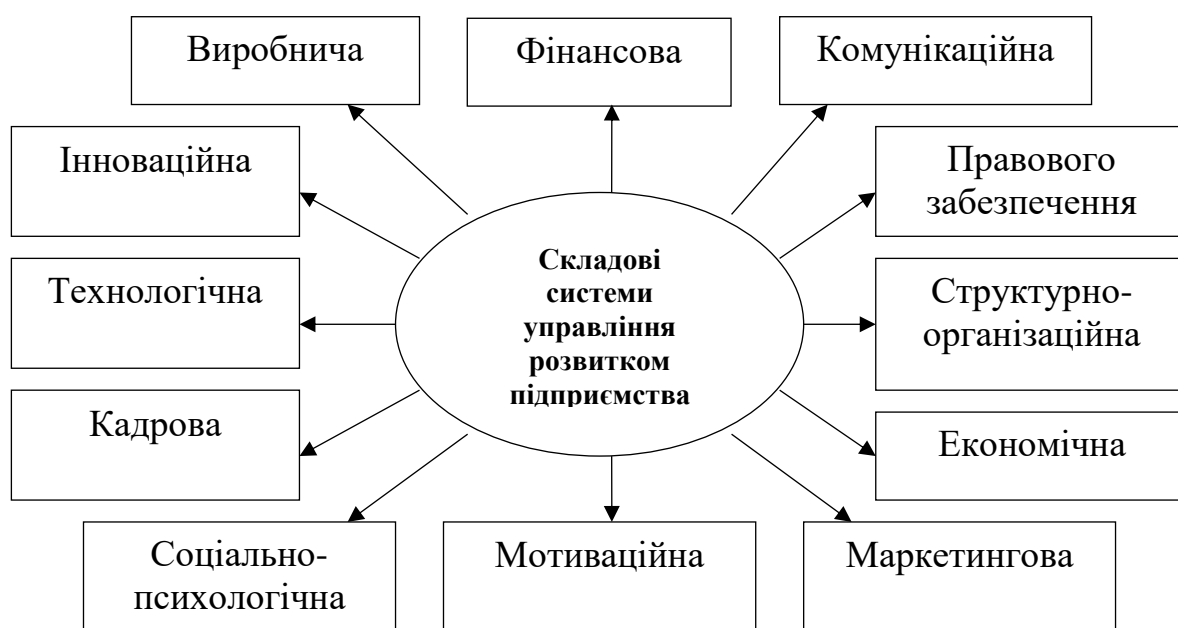 Виробнича
Фінансова
Комунікаційна
Інноваційна
Правового
забезпечення
Технологічна
Складові
системи
управління
розвитком
підприємства
Структурно-
організаційна
Кадрова
Економічна
Соціально-
психологічна
Мотиваційна
Маркетингова